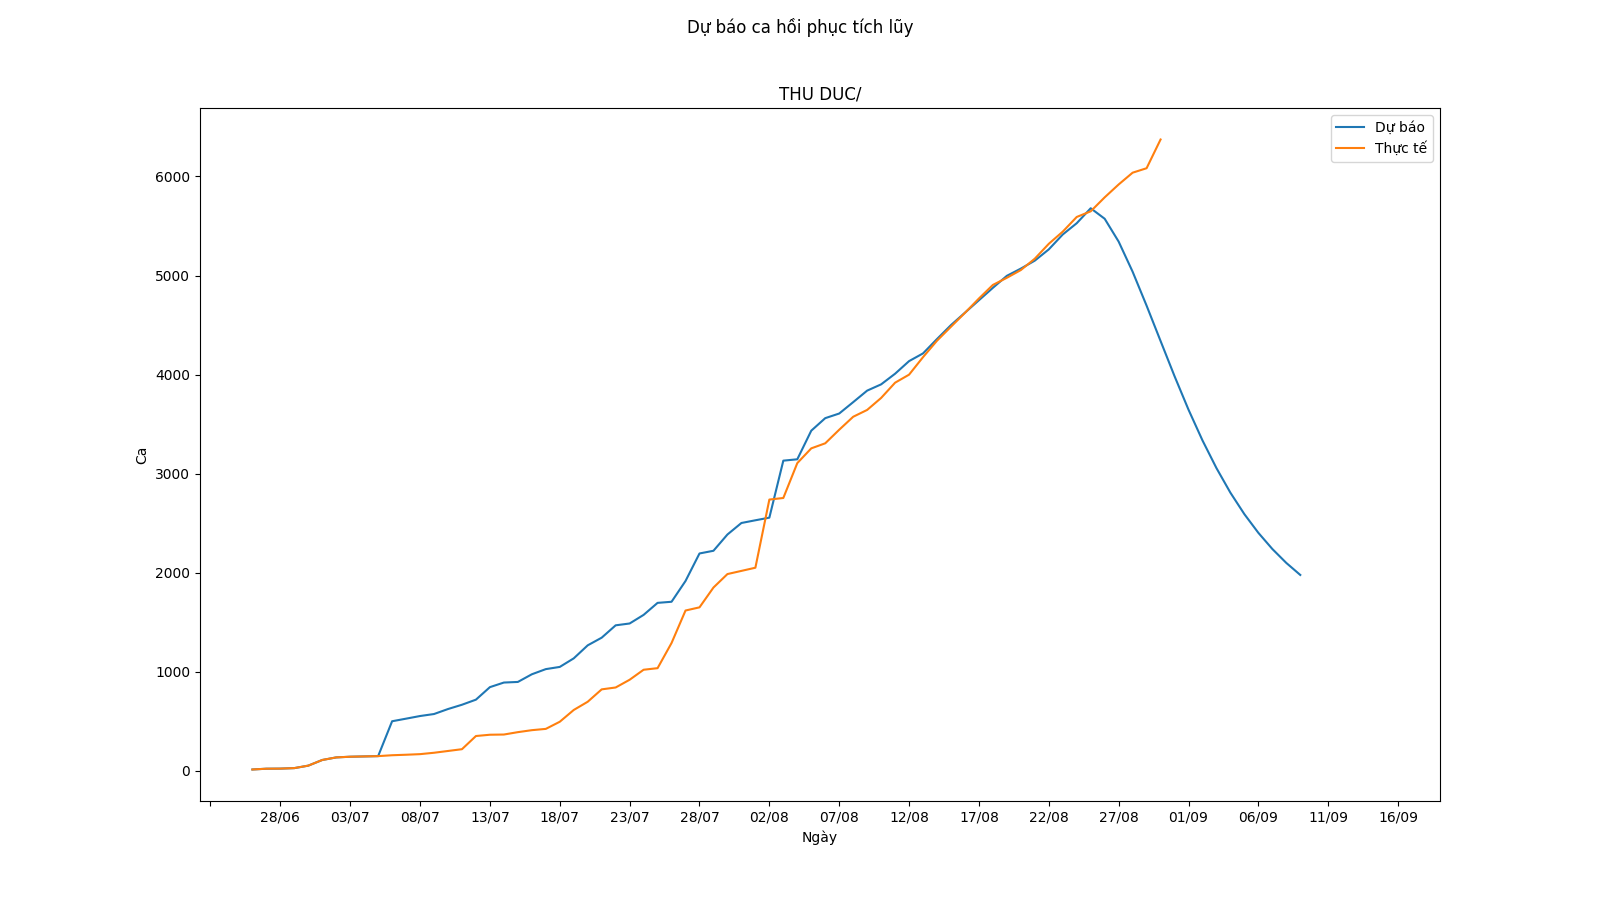 Dự báo ca hồi phục tích lũy
THU DUC/
Dự báo
Thực tế
6000
5000
4000
3000
2000
1000
0
Ca
28/06 03/07 08/07 13/07 18/07 23/07 28/07 02/08 07/08 12/08 17/08 22/08 27/08 01/09 06/09 11/09 16/09
Ngày